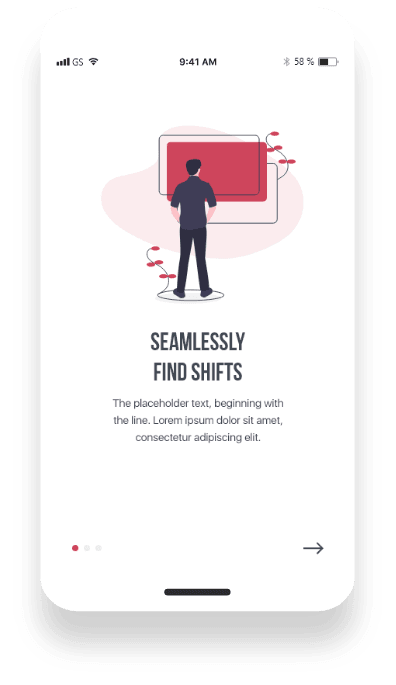 GS 9:41 AM 58 %
SEAMLESSLY
FIND SHIFTS
The placeholder text, beginning with
the line. Lorem ipsum dolor sit amet,
consectetur adipiscing elit.